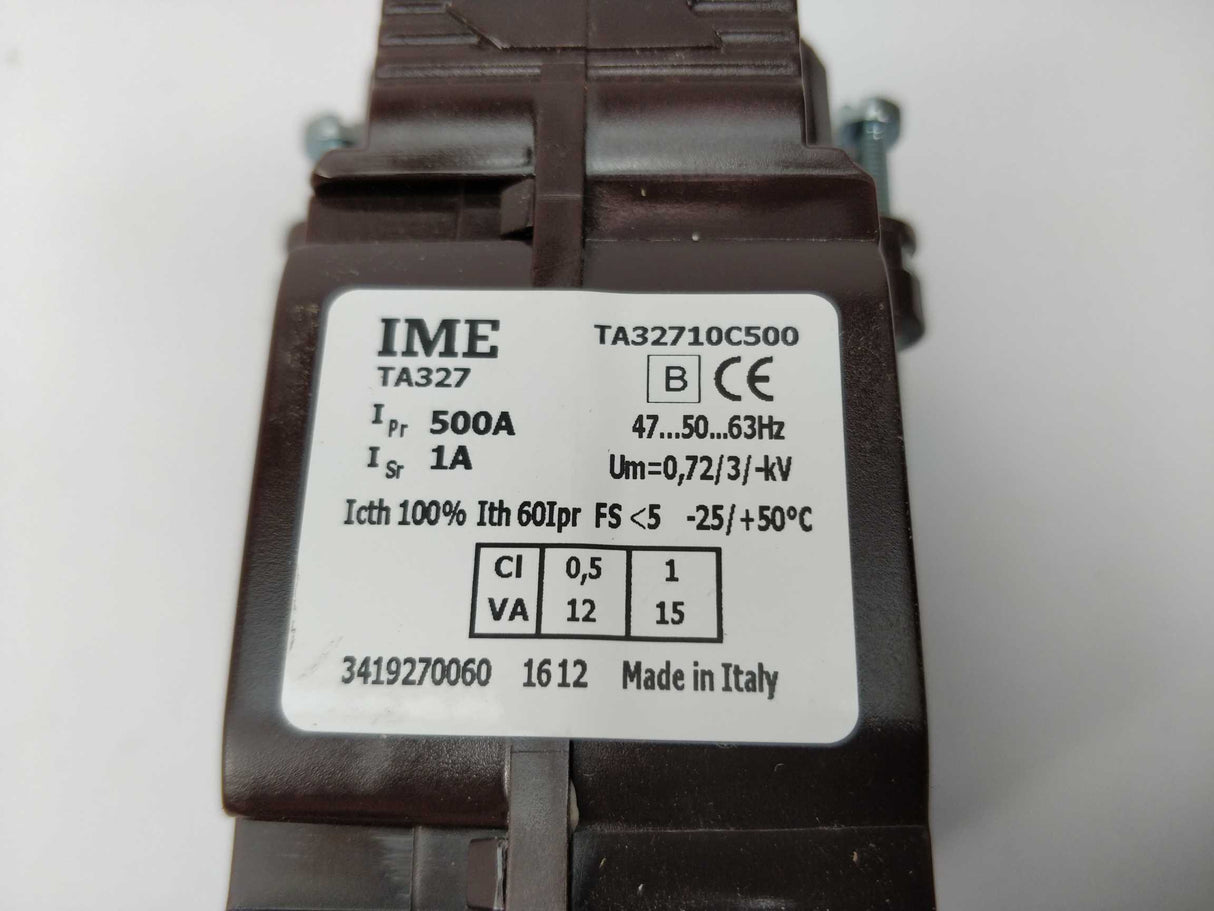 IME TA32710C500
TA327 B CE
IPr 500A 47...50...63Hz
ISr 1A Um=0,72/3/-kV
Icth 100% Ith 60Ipr FS <5 -25/+50°C
Cl 0,5 1
VA 12 15
3419270060 1612 Made in Italy